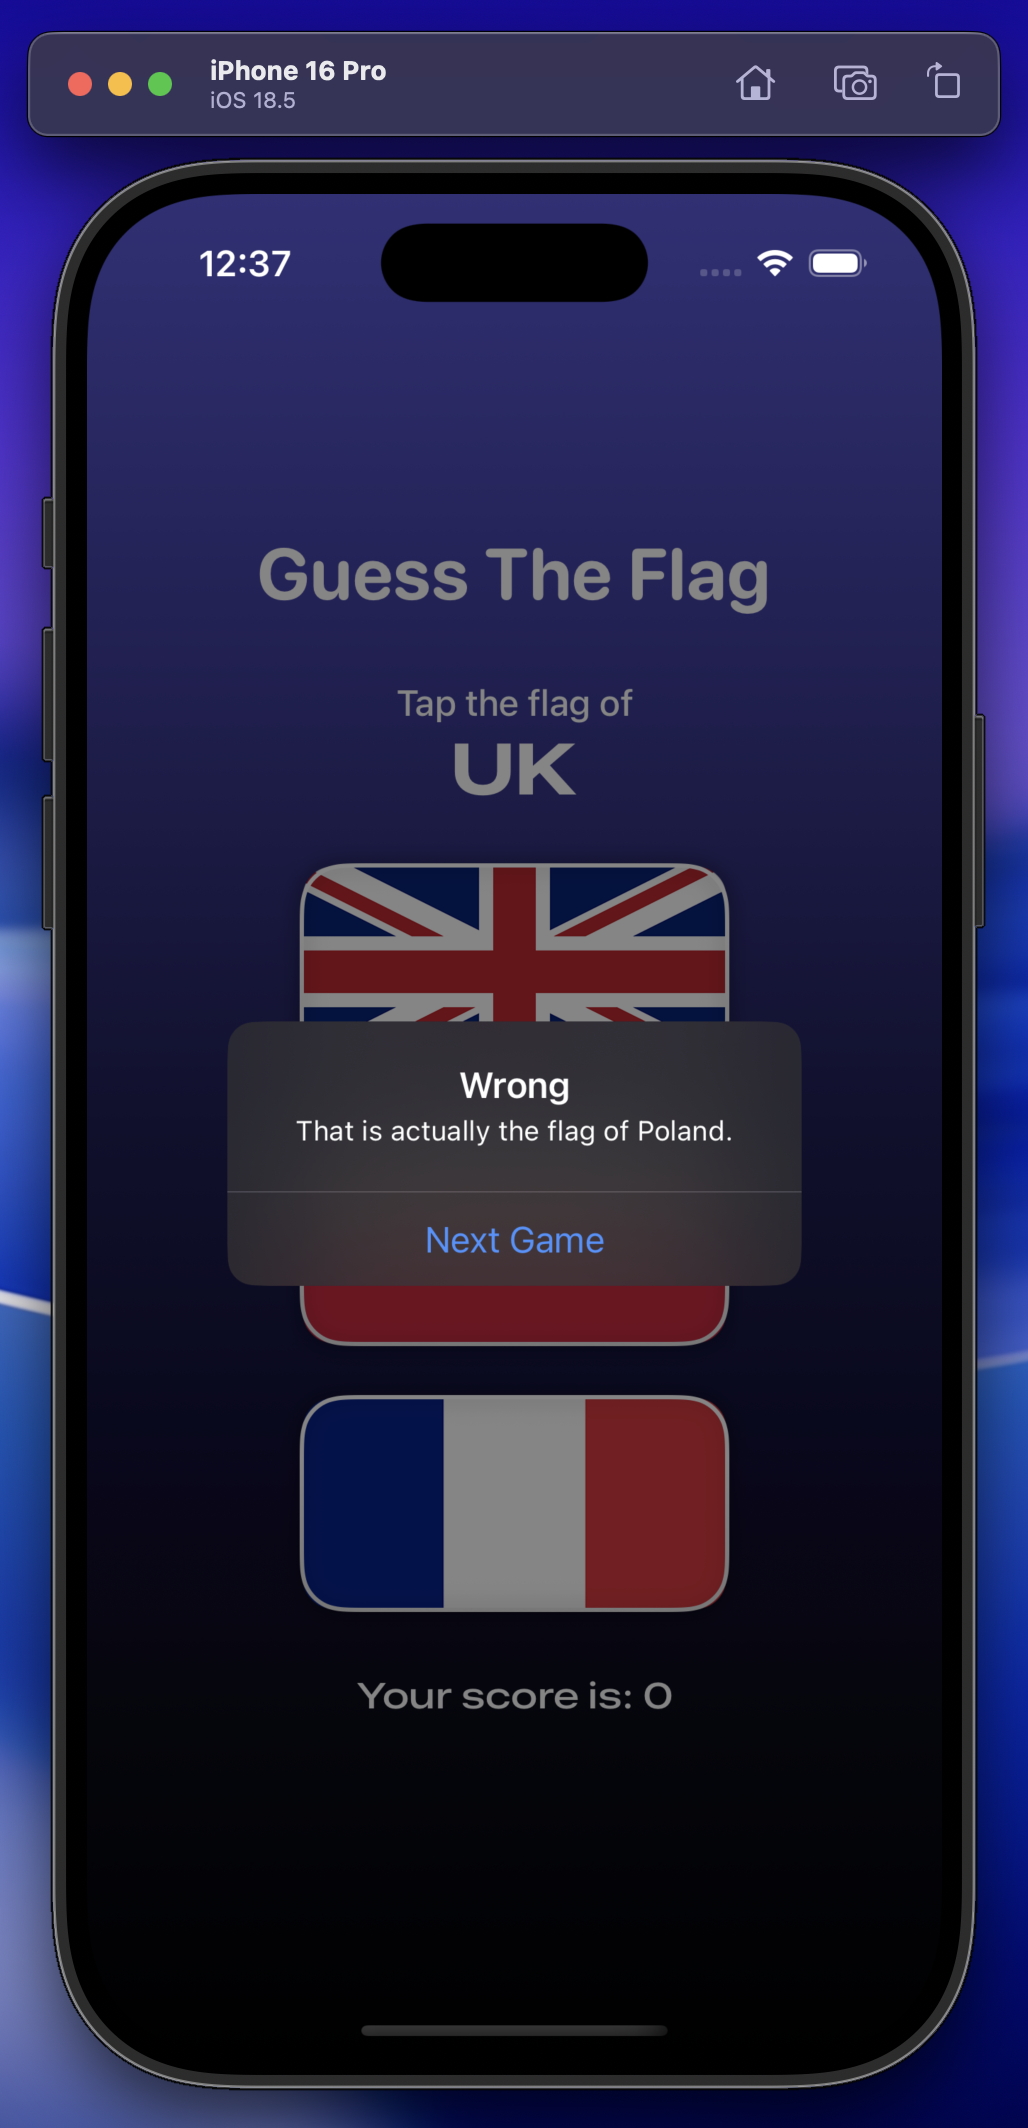 iPhone 16 Pro
iOS 18.5
12:37
Guess The Flag
Tap the flag of
UK
Wrong
That is actually the flag of Poland.
Next Game
Your score is: 0